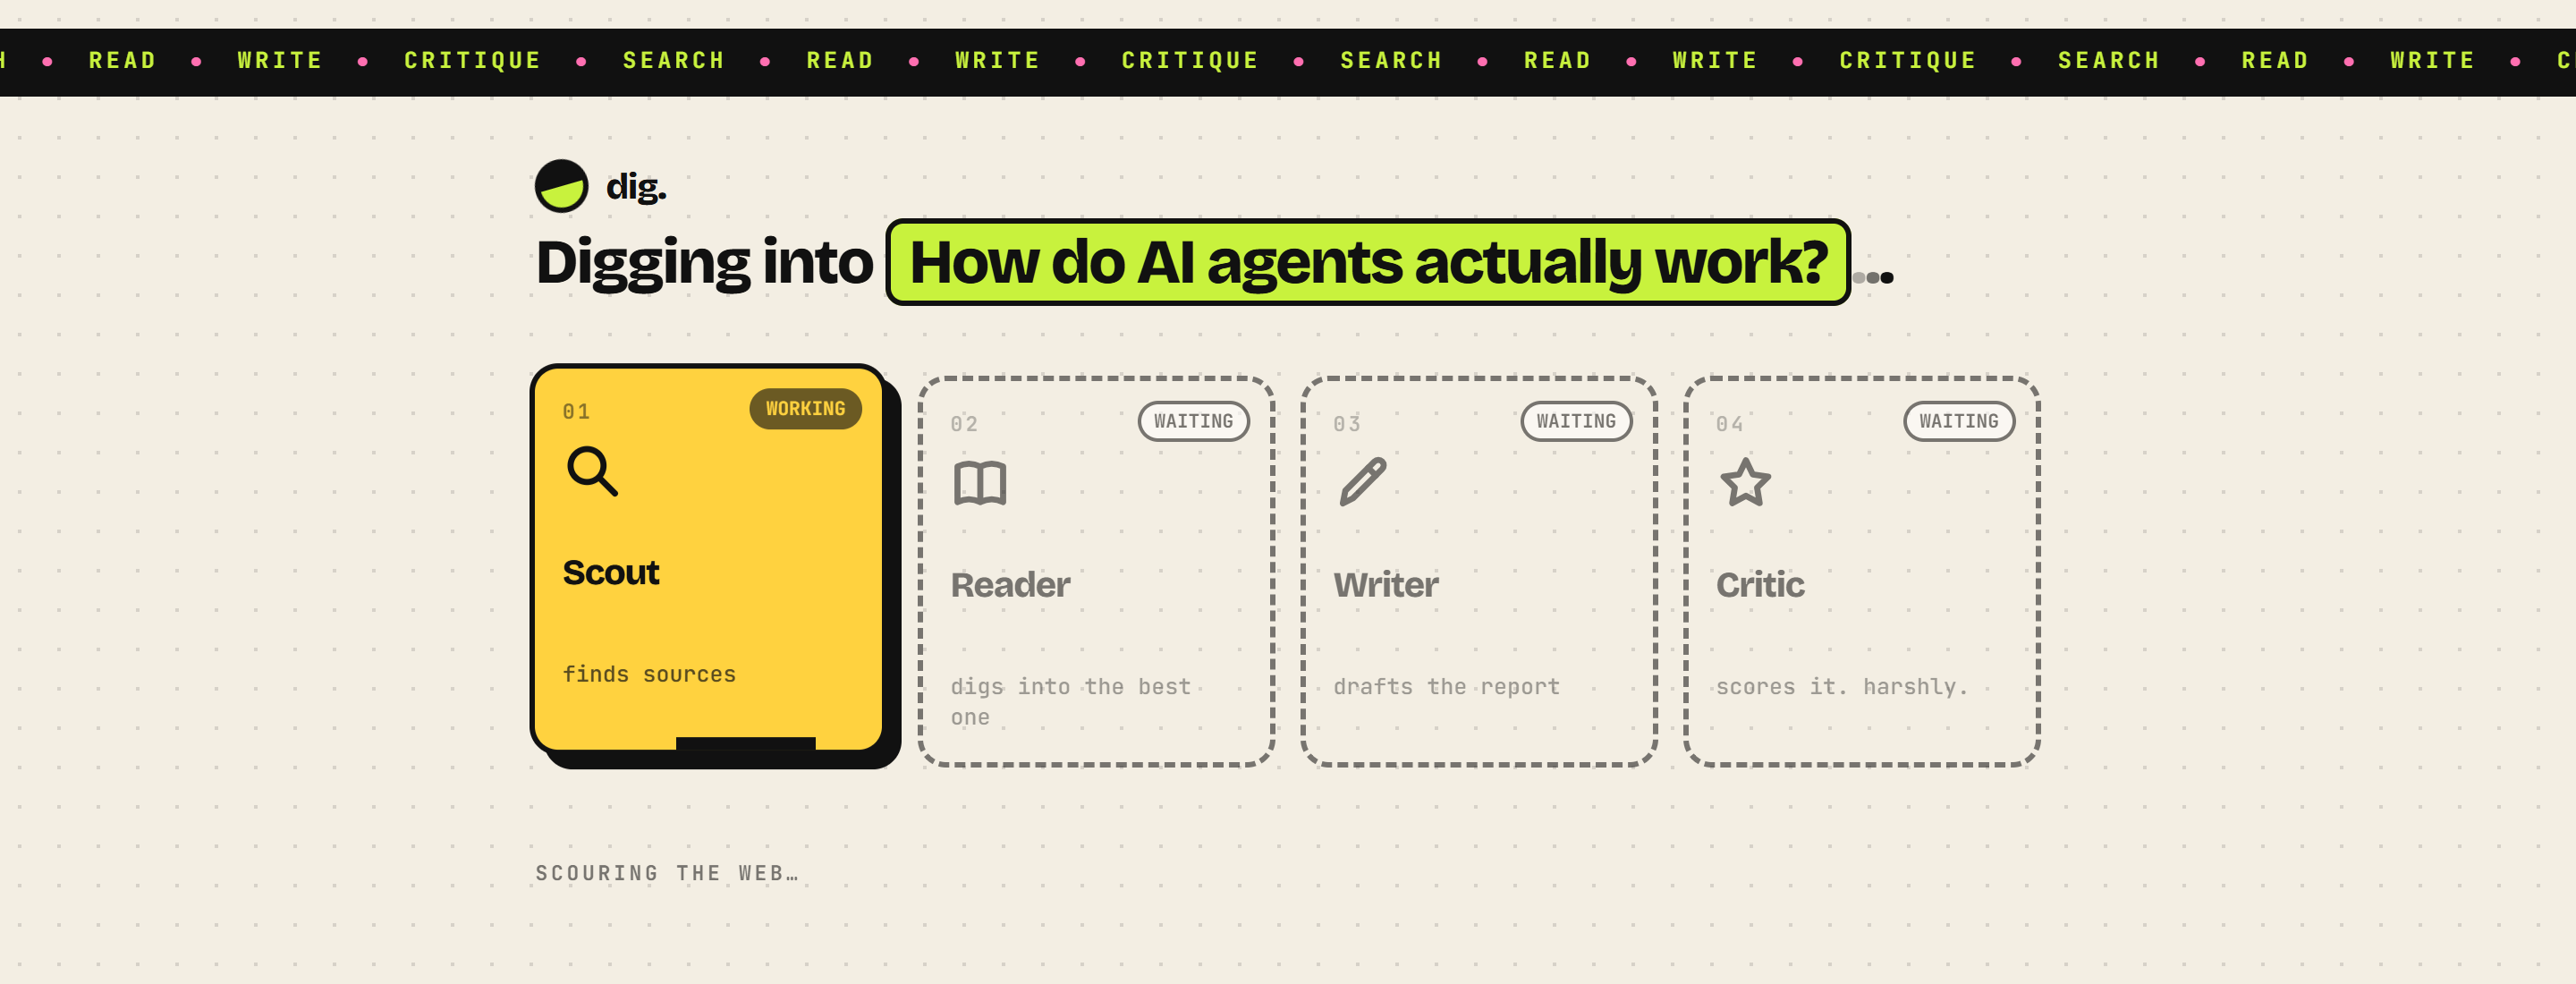 READ • WRITE • CRITIQUE • SEARCH • READ • WRITE • CRITIQUE • SEARCH • READ • WRITE • CRITIQUE • SEARCH • READ • WRITE •
dig.
Digging into How do AI agents actually work?...
01 WORKING
Scout
finds sources
02 WAITING
Reader
digs into the best
one
03 WAITING
Writer
drafts the report
04 WAITING
Critic
scores it. harshly.
SCOURING THE WEB…